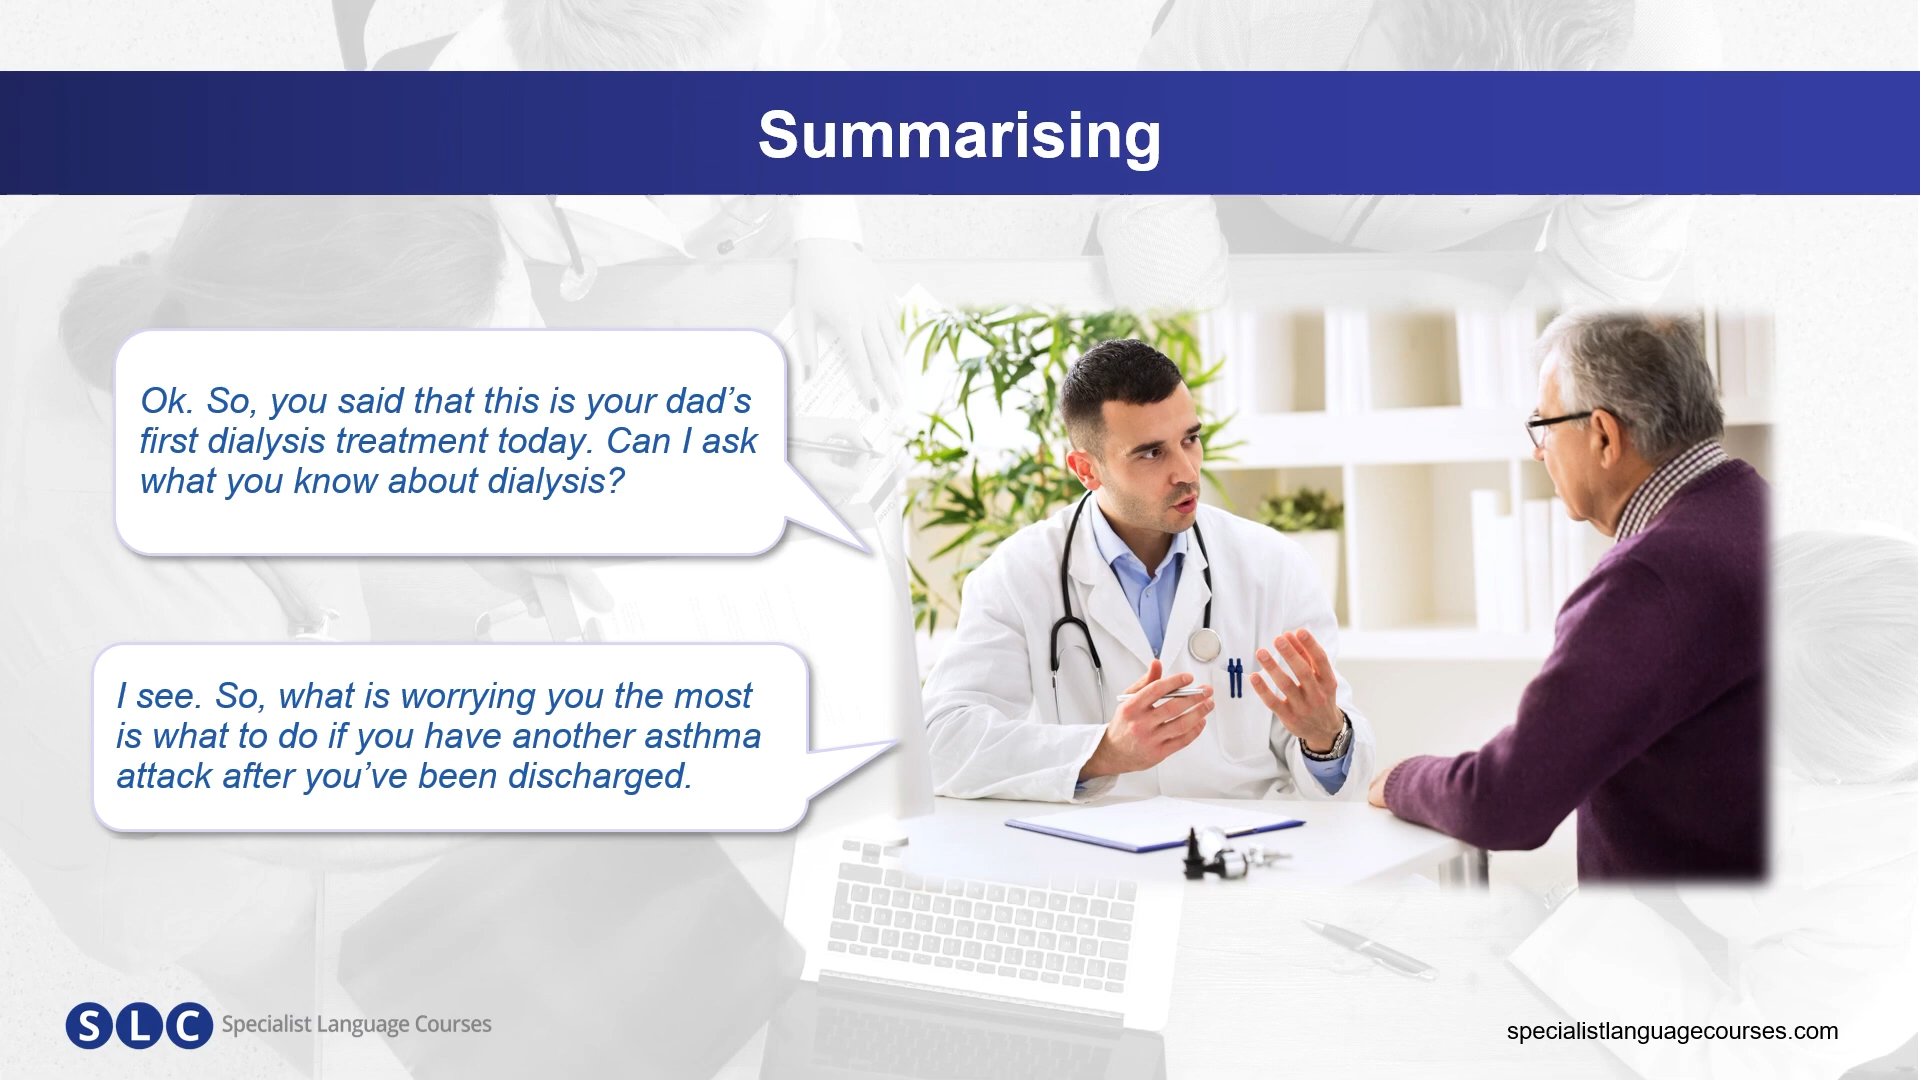 Summarising
Ok. So, you said that this is your dad’s
first dialysis treatment today. Can I ask
what you know about dialysis?
I see. So, what is worrying you the most
is what to do if you have another asthma
attack after you’ve been discharged.
SLC Specialist Language Courses
specialistlanguagecourses.com